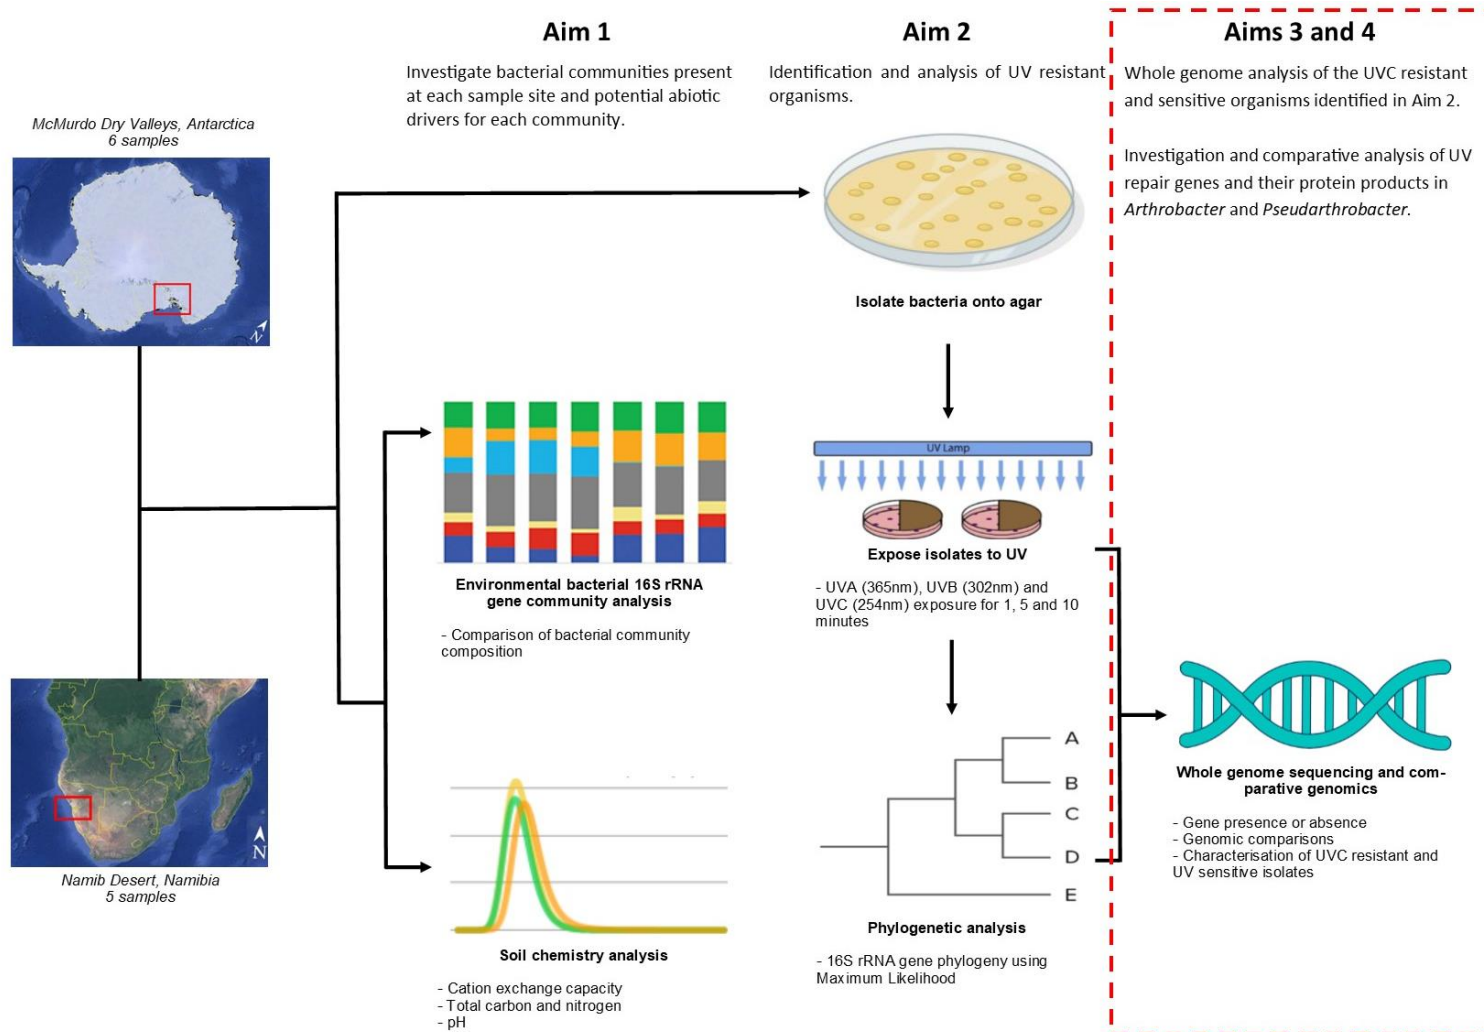 McMurdo Dry Valleys, Antarctica
6 samples
N
Namib Desert, Namibia
5 samples
N
Aim 1
Investigate bacterial communities present
at each sample site and potential abiotic
drivers for each community.
Environmental bacterial 16S rRNA
gene community analysis
- Comparison of bacterial community
composition
Soil chemistry analysis
- Cation exchange capacity
- Total carbon and nitrogen
- pH
Aim 2
Identification and analysis of UV resistant
organisms.
Isolate bacteria onto agar
UV Lamp
Expose isolates to UV
- UVA (365nm), UVB (302nm) and
UVC (254nm) exposure for 1, 5 and 10
minutes
A
B
C
D
E
Phylogenetic analysis
- 16S rRNA gene phylogeny using
Maximum Likelihood
Aims 3 and 4
Whole genome analysis of the UVC resistant
and sensitive organisms identified in Aim 2.
Investigation and comparative analysis of UV
repair genes and their protein products in
Arthrobacter and Pseudarthrobacter.
Whole genome sequencing and com-
parative genomics
- Gene presence or absence
- Genomic comparisons
- Characterisation of UVC resistant and
UV sensitive isolates